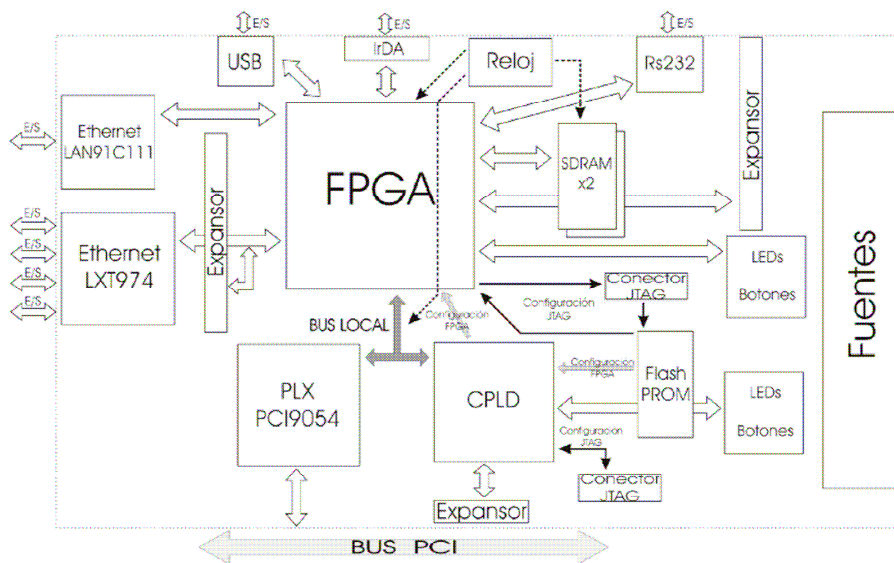 E/S
E/S
E/S
USB
IrDA
Reloj
Rs232
Expansor
E/S
Ethernet
LAN91C111
Expansor
FPGA
SDRAM
x2
E/S
E/S
E/S
E/S
Ethernet
LXT974
LEDs
Botones
Fuentes
Conector
JTAG
Configuración
JTAG
BUS LOCAL
Configuración
FPGA
PLX
PCI9054
CPLD
Configuración
FPGA
Flash
PROM
LEDs
Botones
Configuración
JTAG
Conector
JTAG
Expansor
BUS PCI